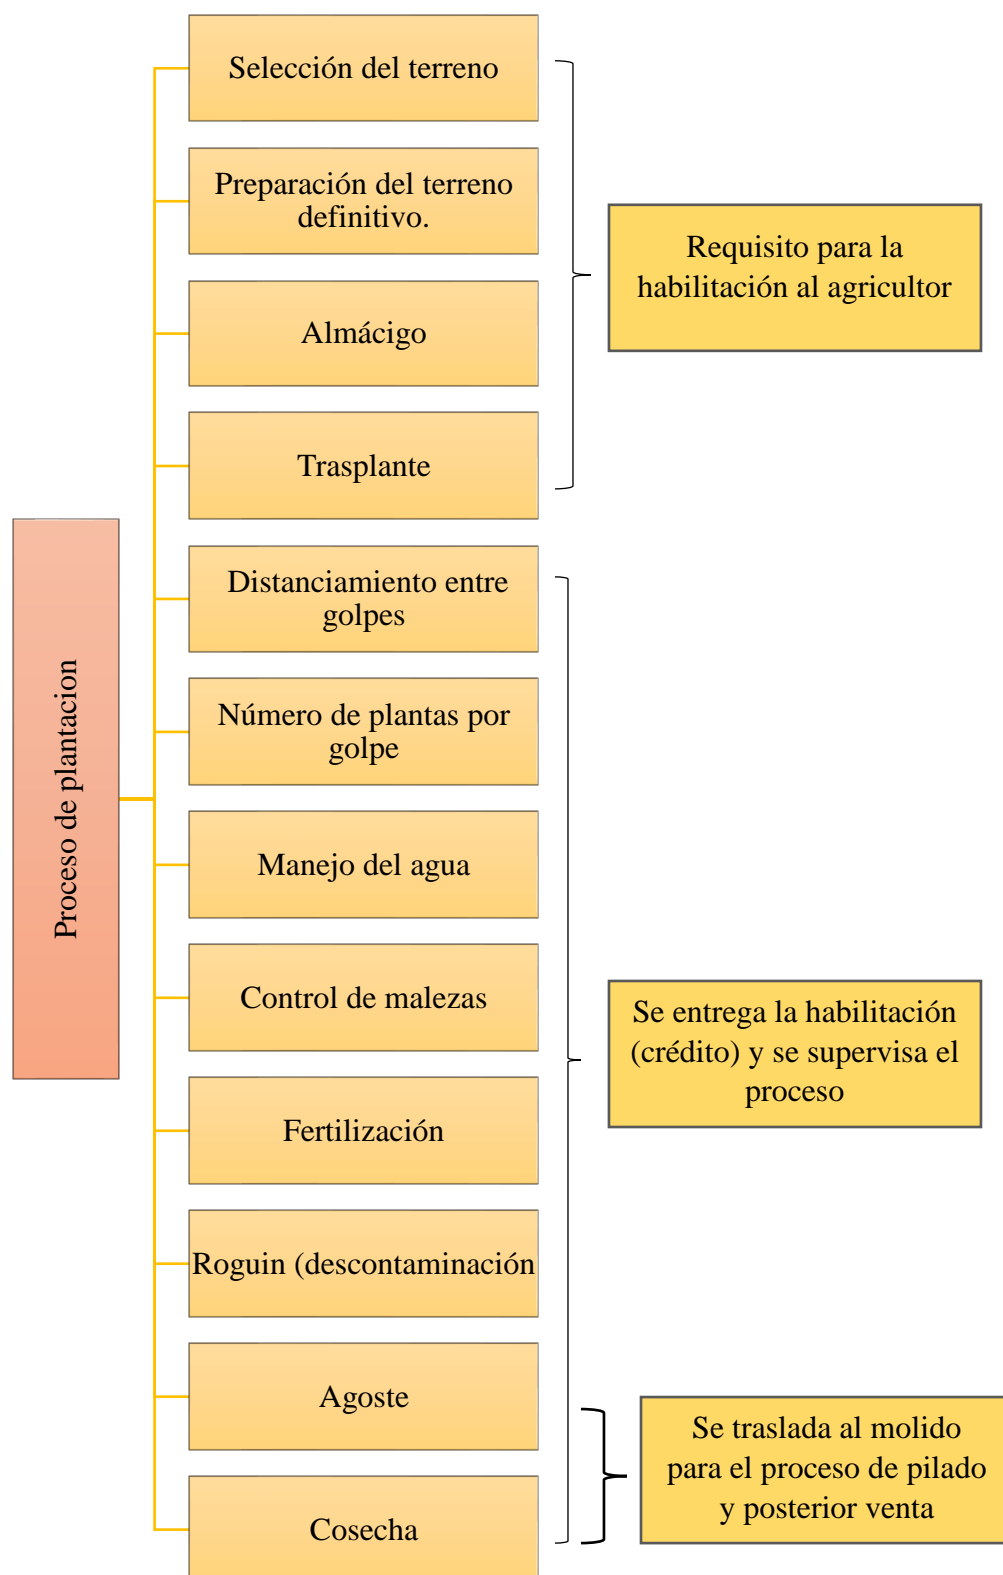 Selección del terreno
Preparación del terreno
definitivo.
Almácigo
Trasplante
Distanciamiento entre
golpes
Número de plantas por
golpe
Manejo del agua
Control de malezas
Fertilización
Roguin (descontaminación
Agoste
Cosecha
Proceso de plantacion
Requisito para la
habilitación al agricultor
Se entrega la habilitación
(crédito) y se supervisa el
proceso
Se traslada al molido
para el proceso de pilado
y posterior venta